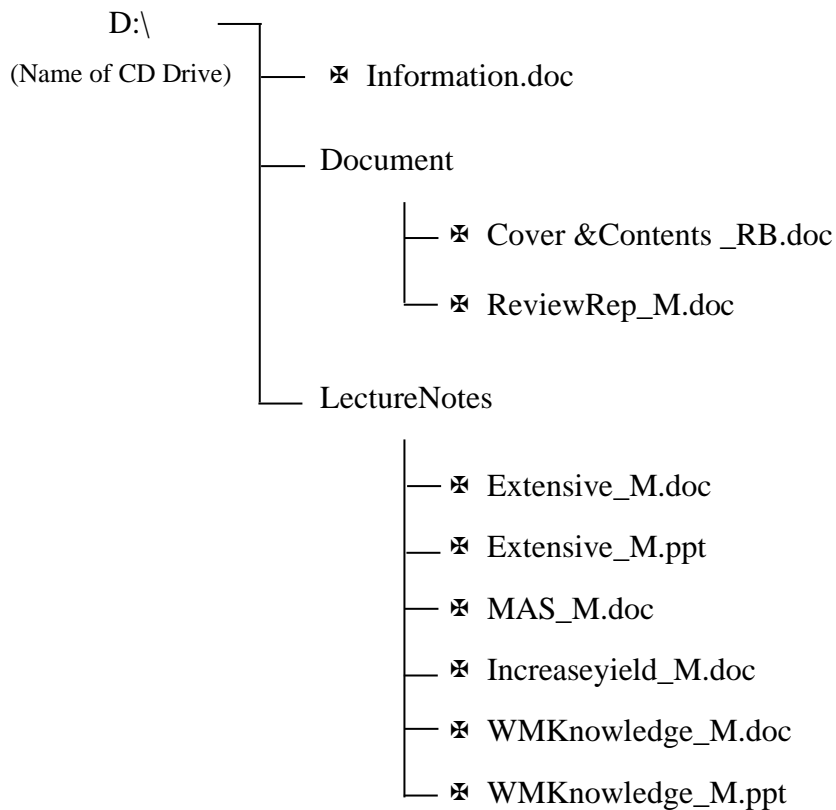 D:\
(Name of CD Drive)
✠ Information.doc
Document
✠ Cover &Contents _RB.doc
✠ ReviewRep_M.doc
LectureNotes
✠ Extensive_M.doc
✠ Extensive_M.ppt
✠ MAS_M.doc
✠ Increaseyield_M.doc
✠ WMKnowledge_M.doc
✠ WMKnowledge_M.ppt